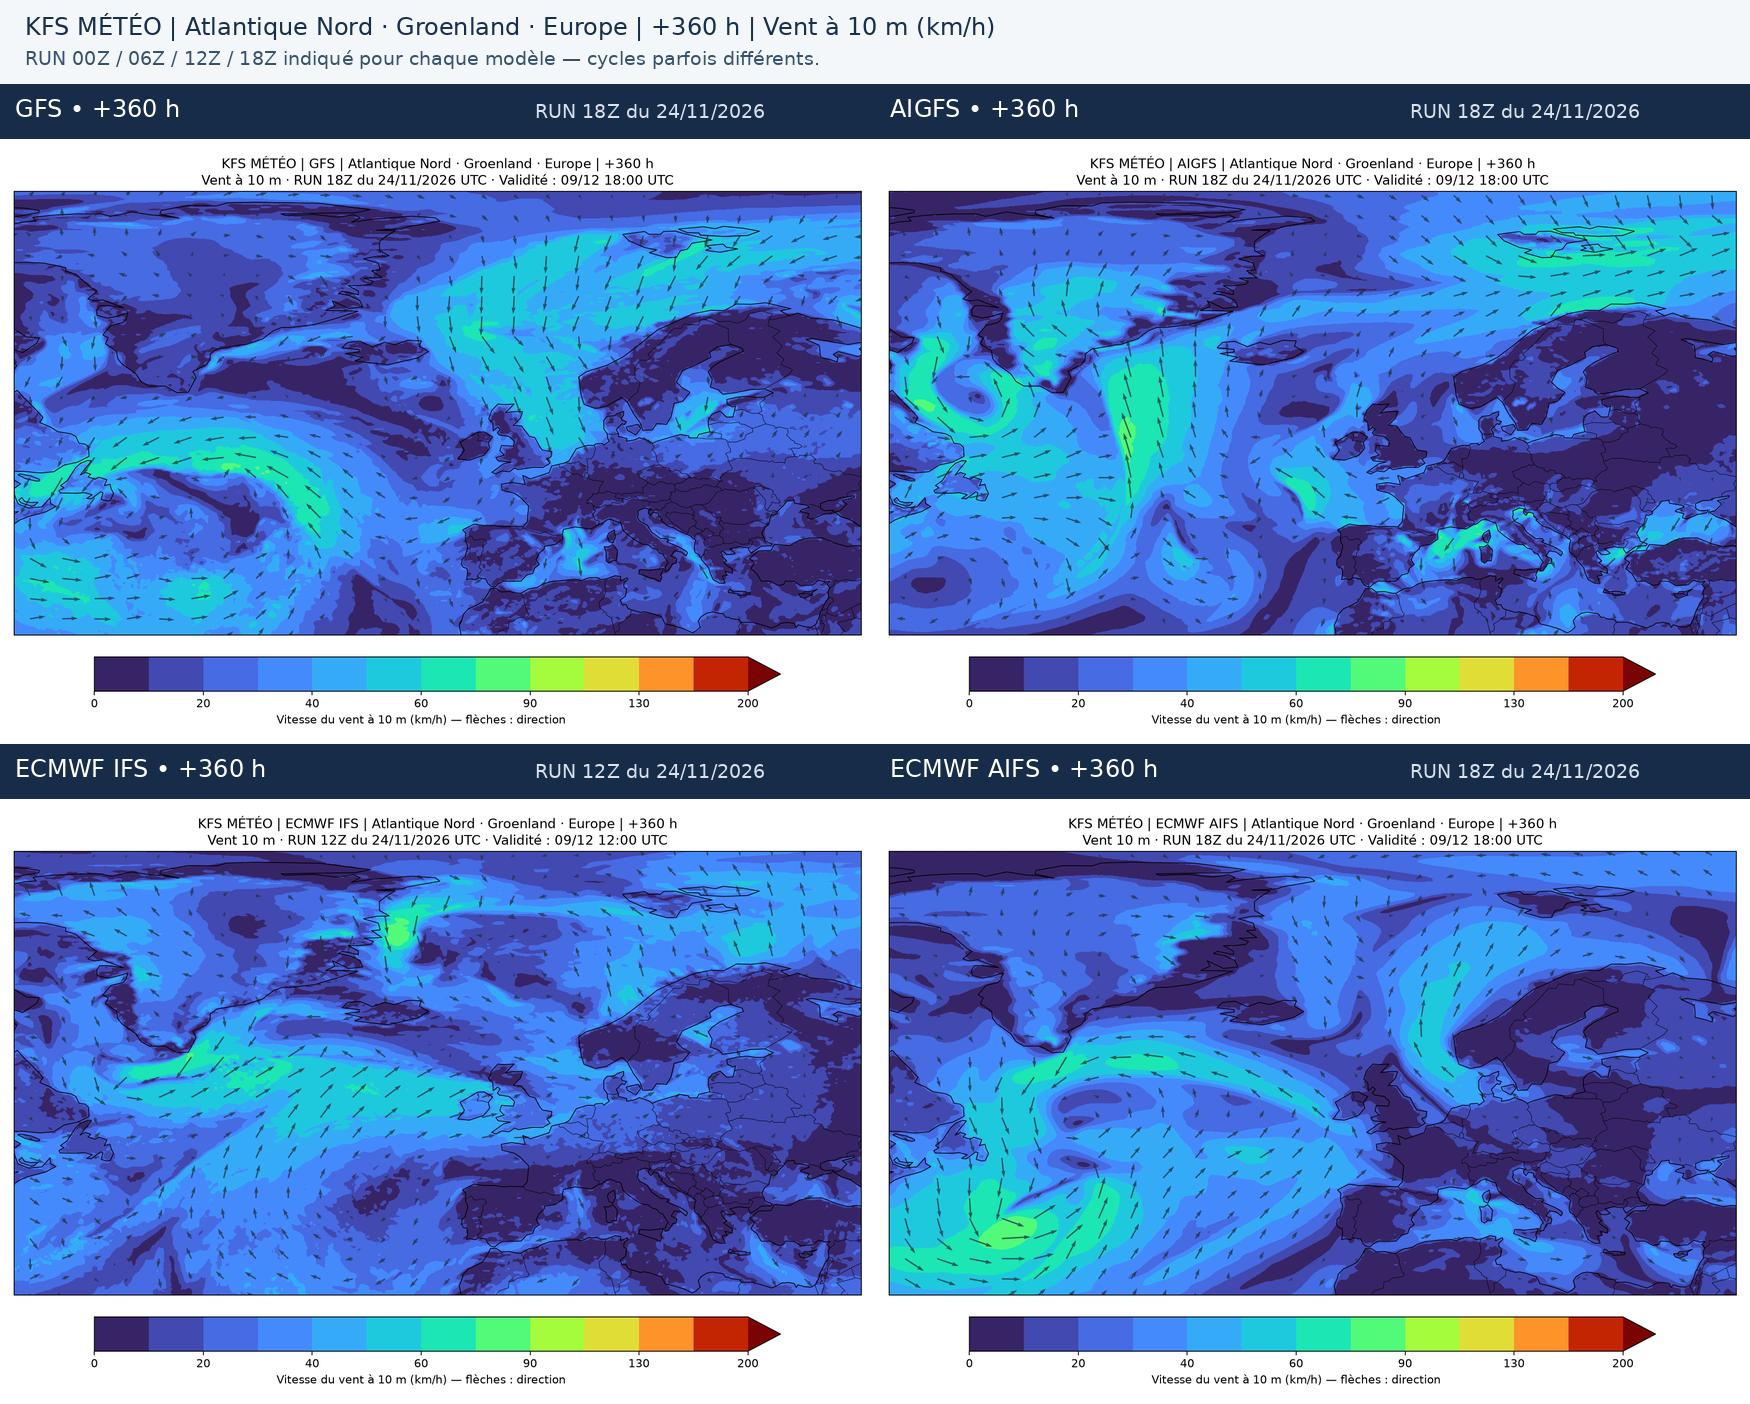 KFS MÉTÉO | Atlantique Nord · Groenland · Europe | +360 h | Vent à 10 m (km/h)
RUN 00Z / 06Z / 12Z / 18Z indiqué pour chaque modèle — cycles parfois différents.
GFS • +360 h RUN 18Z du 24/11/2026
KFS MÉTÉO | GFS | Atlantique Nord · Groenland · Europe | +360 h
Vent à 10 m · RUN 18Z du 24/11/2026 UTC · Validité : 09/12 18:00 UTC
0 20 40 60 90 130 200
Vitesse du vent à 10 m (km/h) — flèches : direction
AIGFS • +360 h RUN 18Z du 24/11/2026
KFS MÉTÉO | AIGFS | Atlantique Nord · Groenland · Europe | +360 h
Vent à 10 m · RUN 18Z du 24/11/2026 UTC · Validité : 09/12 18:00 UTC
0 20 40 60 90 130 200
Vitesse du vent à 10 m (km/h) — flèches : direction
ECMWF IFS • +360 h RUN 12Z du 24/11/2026
KFS MÉTÉO | ECMWF IFS | Atlantique Nord · Groenland · Europe | +360 h
Vent 10 m · RUN 12Z du 24/11/2026 UTC · Validité : 09/12 12:00 UTC
0 20 40 60 90 130 200
Vitesse du vent à 10 m (km/h) — flèches : direction
ECMWF AIFS • +360 h RUN 18Z du 24/11/2026
KFS MÉTÉO | ECMWF AIFS | Atlantique Nord · Groenland · Europe | +360 h
Vent 10 m · RUN 18Z du 24/11/2026 UTC · Validité : 09/12 18:00 UTC
0 20 40 60 90 130 200
Vitesse du vent à 10 m (km/h) — flèches : direction